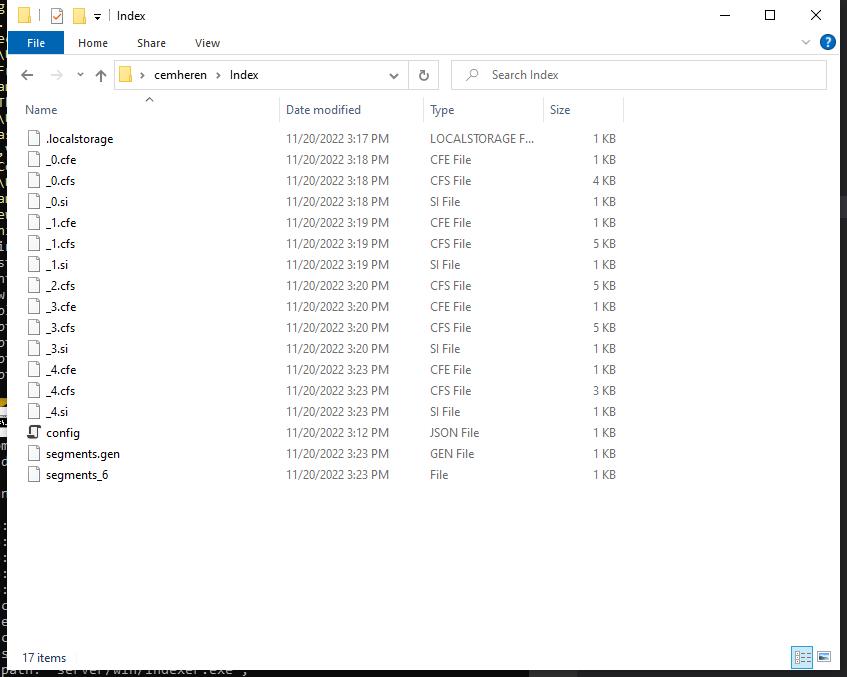 Index
File Home Share View
cemheren Index
Search Index
Name Date modified Type Size
.localstorage 11/20/2022 3:17 PM LOCALSTORAGE F... 1 KB
_0.cfe 11/20/2022 3:18 PM CFE File 1 KB
_0.cfs 11/20/2022 3:18 PM CFS File 4 KB
_0.si 11/20/2022 3:18 PM SI File 1 KB
_1.cfe 11/20/2022 3:19 PM CFE File 1 KB
_1.cfs 11/20/2022 3:19 PM CFS File 5 KB
_1.si 11/20/2022 3:19 PM SI File 1 KB
_2.cfs 11/20/2022 3:20 PM CFS File 5 KB
_3.cfe 11/20/2022 3:20 PM CFE File 1 KB
_3.cfs 11/20/2022 3:20 PM CFS File 5 KB
_3.si 11/20/2022 3:20 PM SI File 1 KB
_4.cfe 11/20/2022 3:23 PM CFE File 1 KB
_4.cfs 11/20/2022 3:23 PM CFS File 3 KB
_4.si 11/20/2022 3:23 PM SI File 1 KB
config 11/20/2022 3:12 PM JSON File 1 KB
segments.gen 11/20/2022 3:23 PM GEN File 1 KB
segments_6 11/20/2022 3:23 PM File 1 KB
17 items